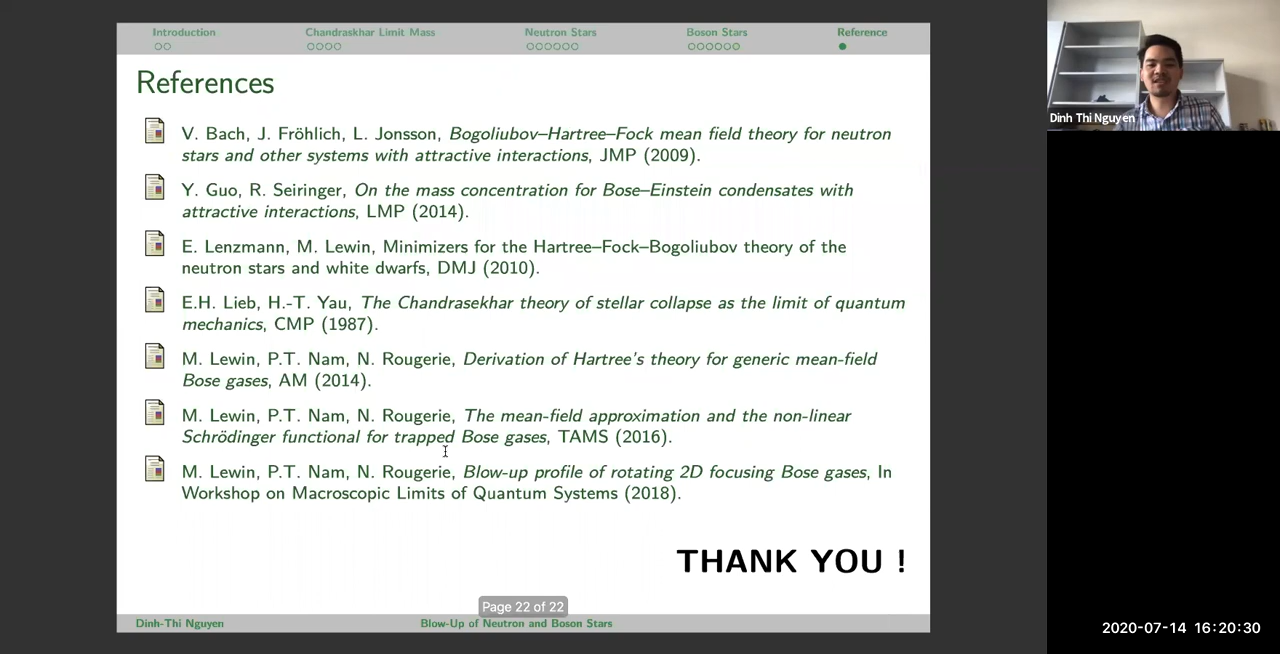 Introduction
Chandraskhar Limit Mass
Neutron Stars
Boson Stars
Reference
References
V. Bach, J. Fröhlich, L. Jonsson, Bogoliubov–Hartree–Fock mean field theory for neutron
stars and other systems with attractive interactions, JMP (2009).
Y. Guo, R. Seiringer, On the mass concentration for Bose–Einstein condensates with
attractive interactions, LMP (2014).
E. Lenzmann, M. Lewin, Minimizers for the Hartree–Fock–Bogoliubov theory of the
neutron stars and white dwarfs, DMJ (2010).
E.H. Lieb, H.-T. Yau, The Chandrasekhar theory of stellar collapse as the limit of quantum
mechanics, CMP (1987).
M. Lewin, P.T. Nam, N. Rougerie, Derivation of Hartree's theory for generic mean-field
Bose gases, AM (2014).
M. Lewin, P.T. Nam, N. Rougerie, The mean-field approximation and the non-linear
Schrödinger functional for trapped Bose gases, TAMS (2016).
M. Lewin, P.T. Nam, N. Rougerie, Blow-up profile of rotating 2D focusing Bose gases, In
Workshop on Macroscopic Limits of Quantum Systems (2018).
THANK YOU !
Page 22 of 22
Dinh-Thi Nguyen
Blow-Up of Neutron and Boson Stars
Dinh Thi Nguyen
2020-07-14 16:20:30